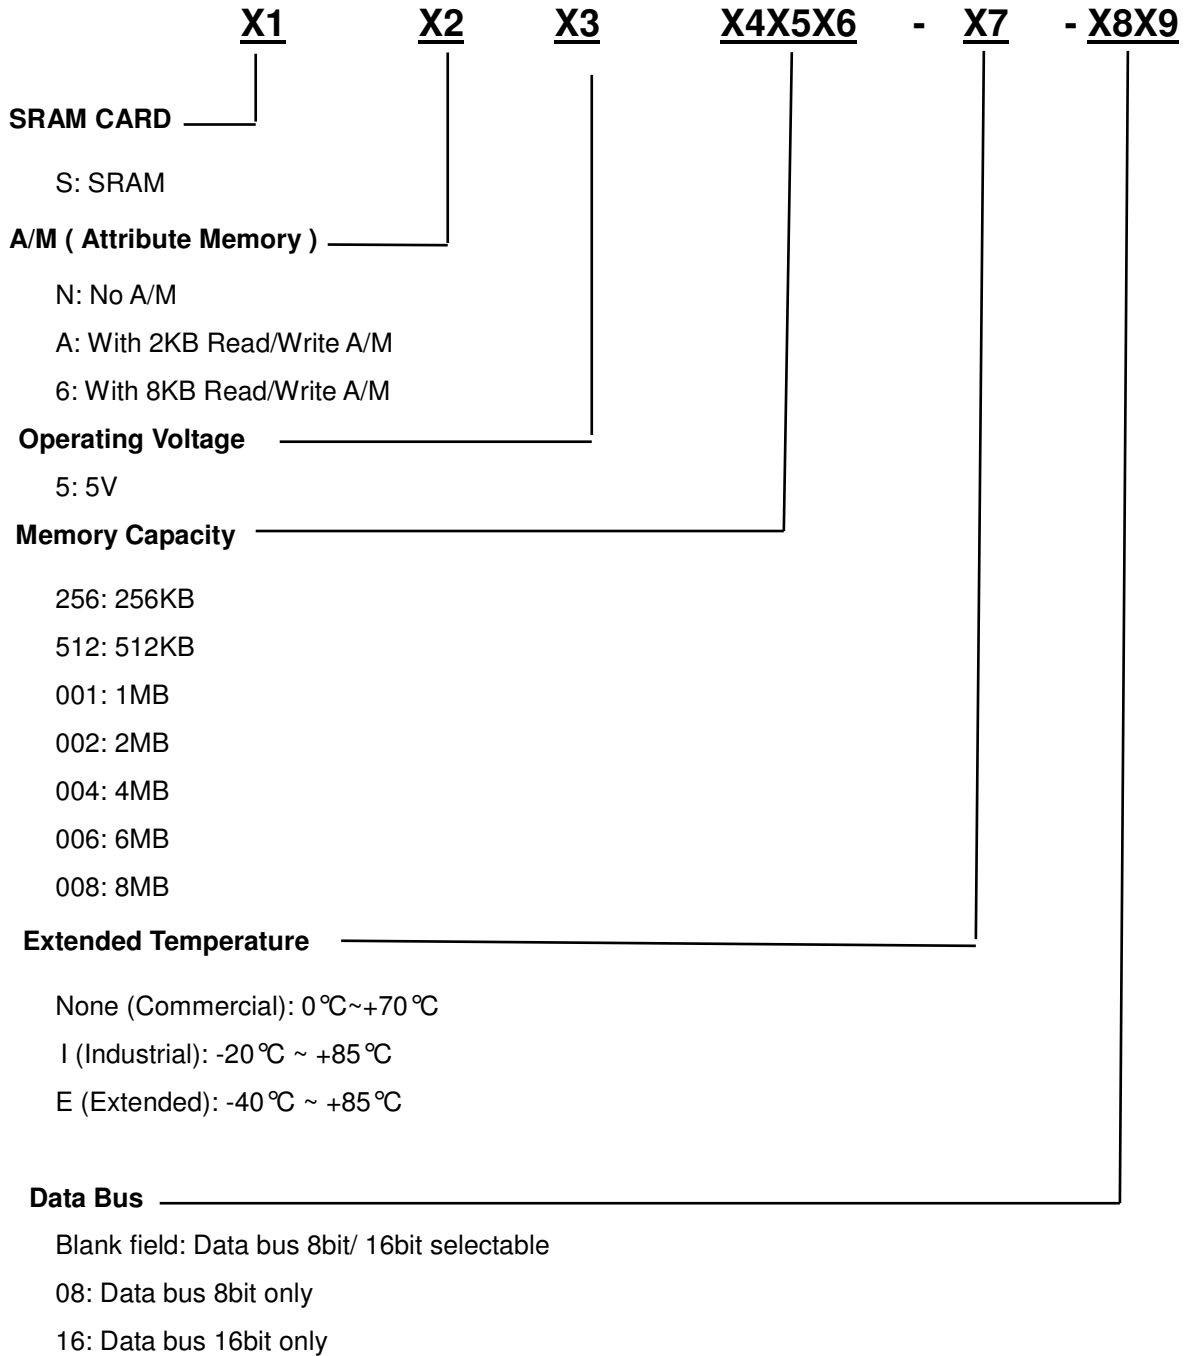 X1 X2 X3 X4X5X6 - X7 - X8X9
SRAM CARD
S: SRAM
A/M ( Attribute Memory )
N: No A/M
A: With 2KB Read/Write A/M
6: With 8KB Read/Write A/M
Operating Voltage
5: 5V
Memory Capacity
256: 256KB
512: 512KB
001: 1MB
002: 2MB
004: 4MB
006: 6MB
008: 8MB
Extended Temperature
None (Commercial): 0℃~+70℃
I (Industrial): -20℃ ~ +85℃
E (Extended): -40℃ ~ +85℃
Data Bus
Blank field: Data bus 8bit/ 16bit selectable
08: Data bus 8bit only
16: Data bus 16bit only